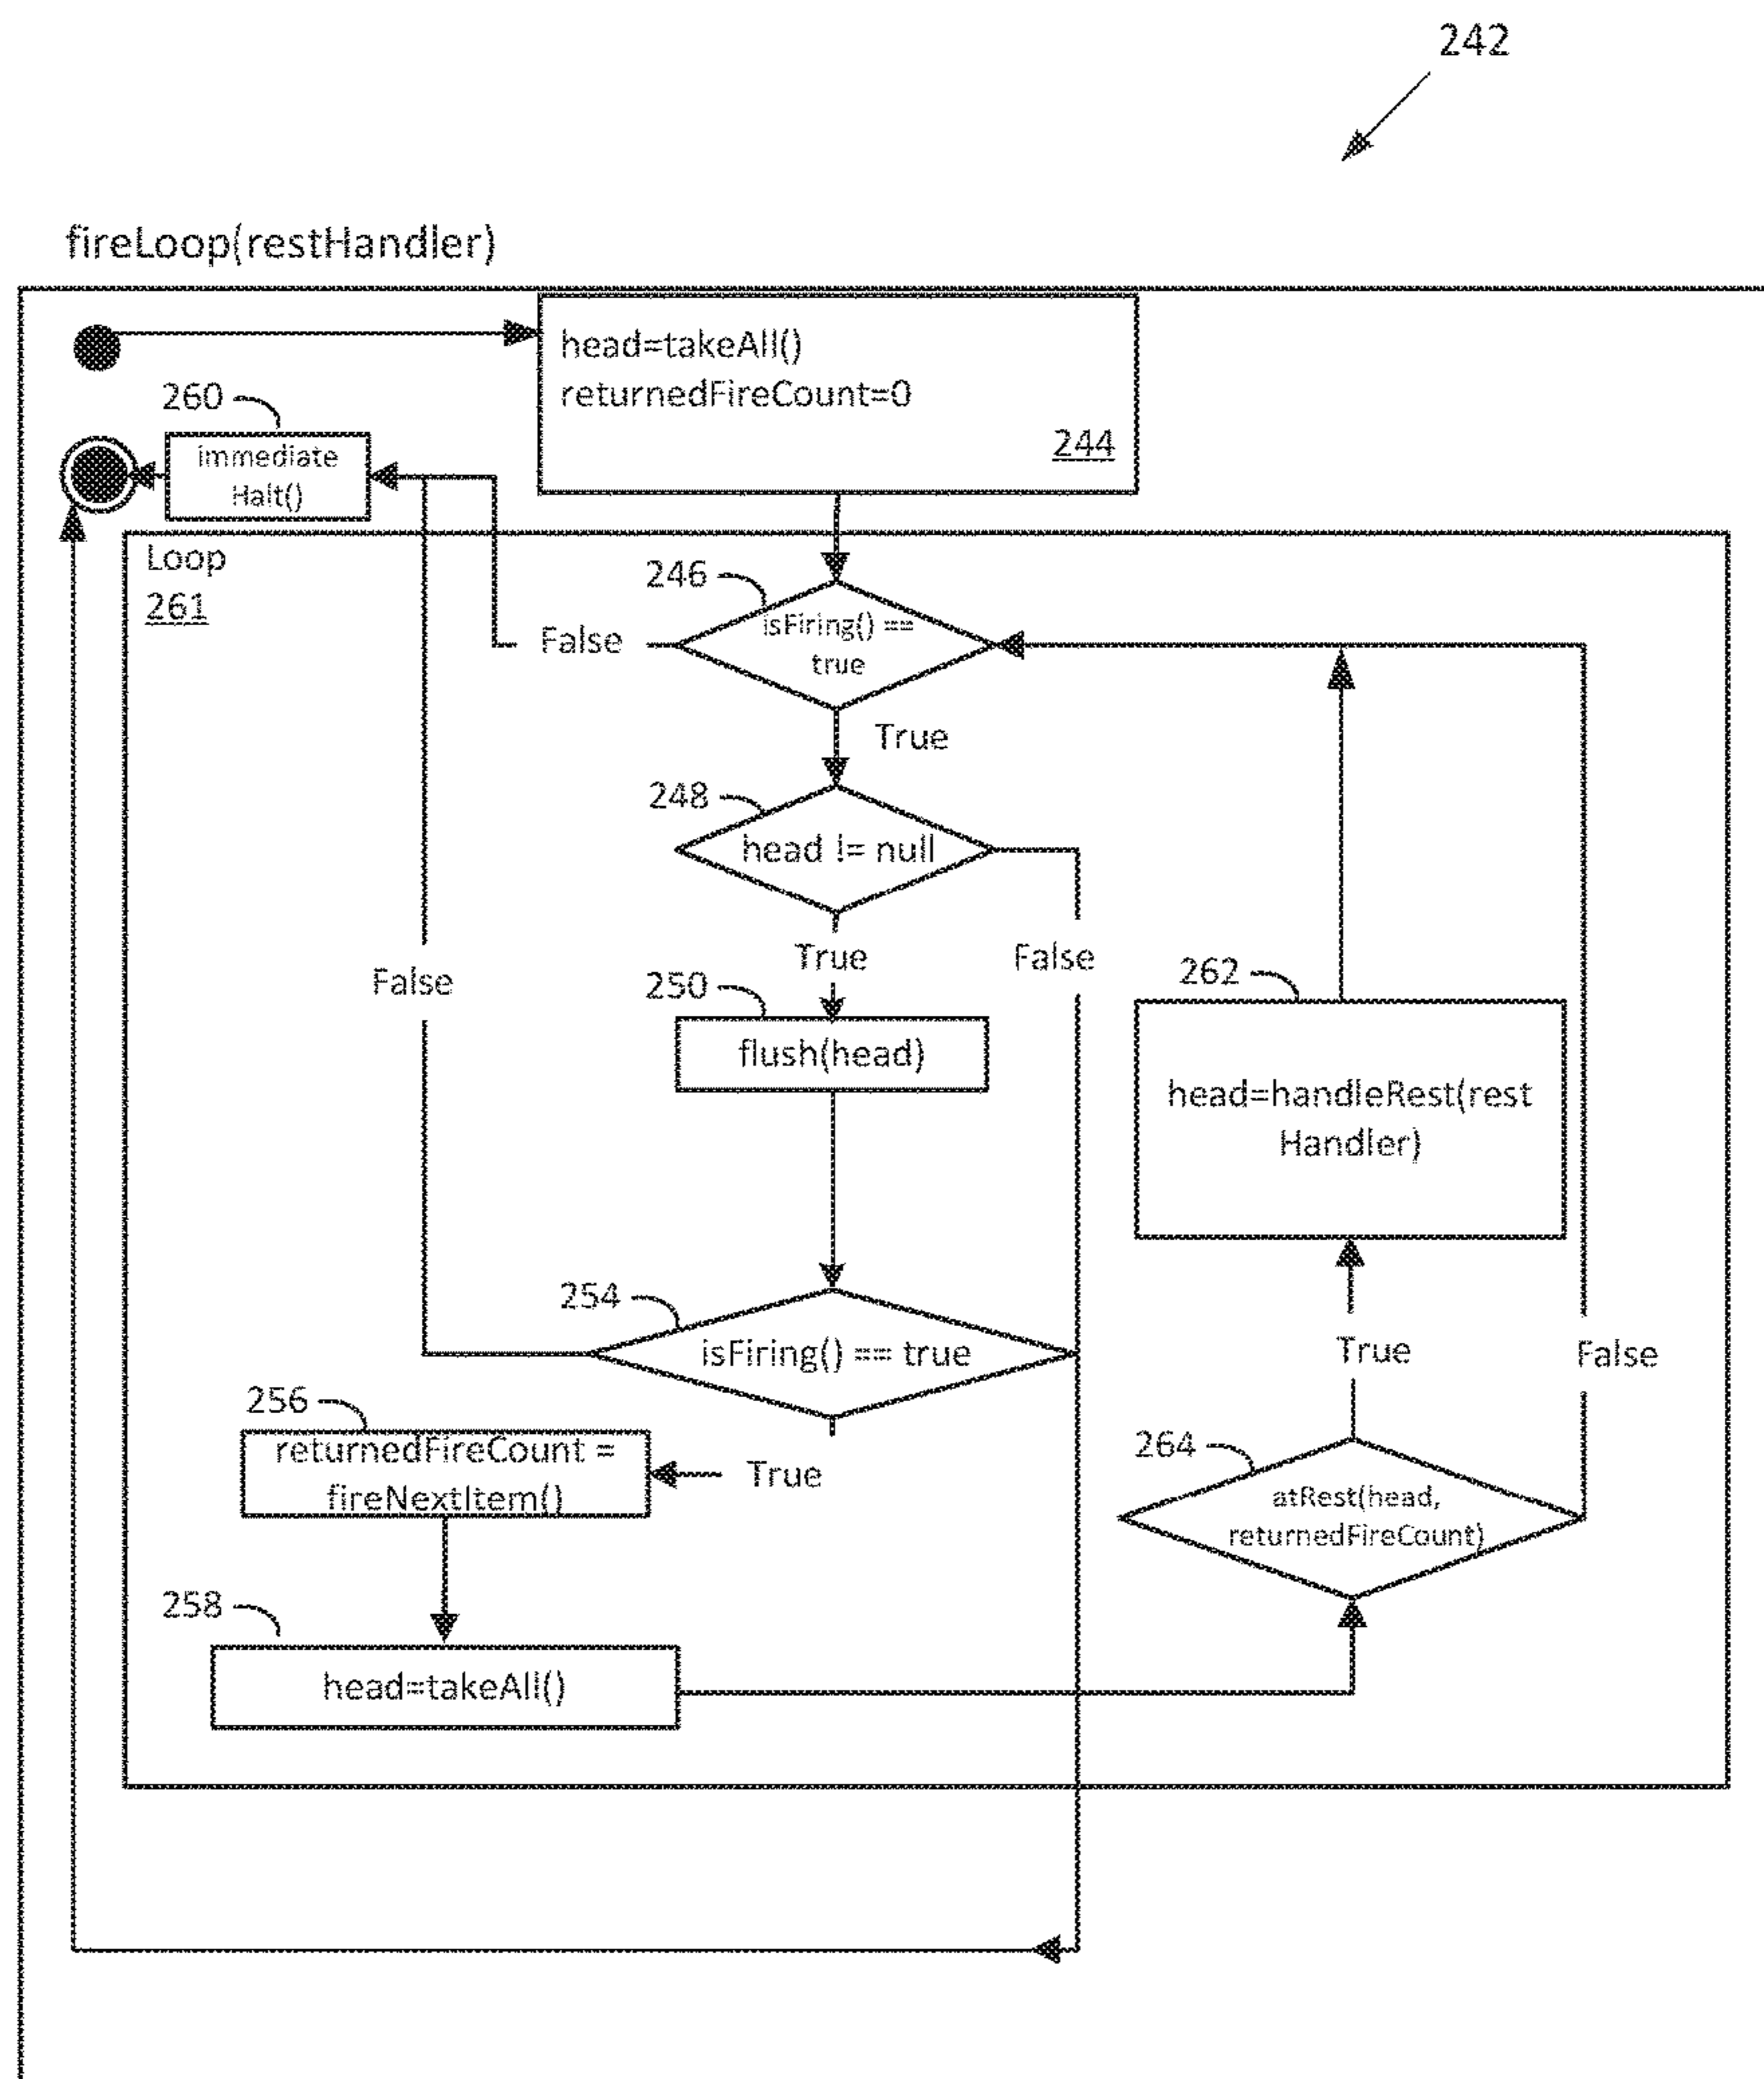 242
fireLoop(restHandler)
head=takeAll()
returnedFireCount=0
244
260
immediate
Halt()
Loop
261
246
isFiring() ==
true
False
True
248
head != null
True
False
250
flush(head)
False
262
head=handleRest(rest
Handler)
254
isFiring() == true
True
False
256
returnedFireCount =
fireNextItem()
True
264
atRest(head,
returnedFireCount)
258
head=takeAll()